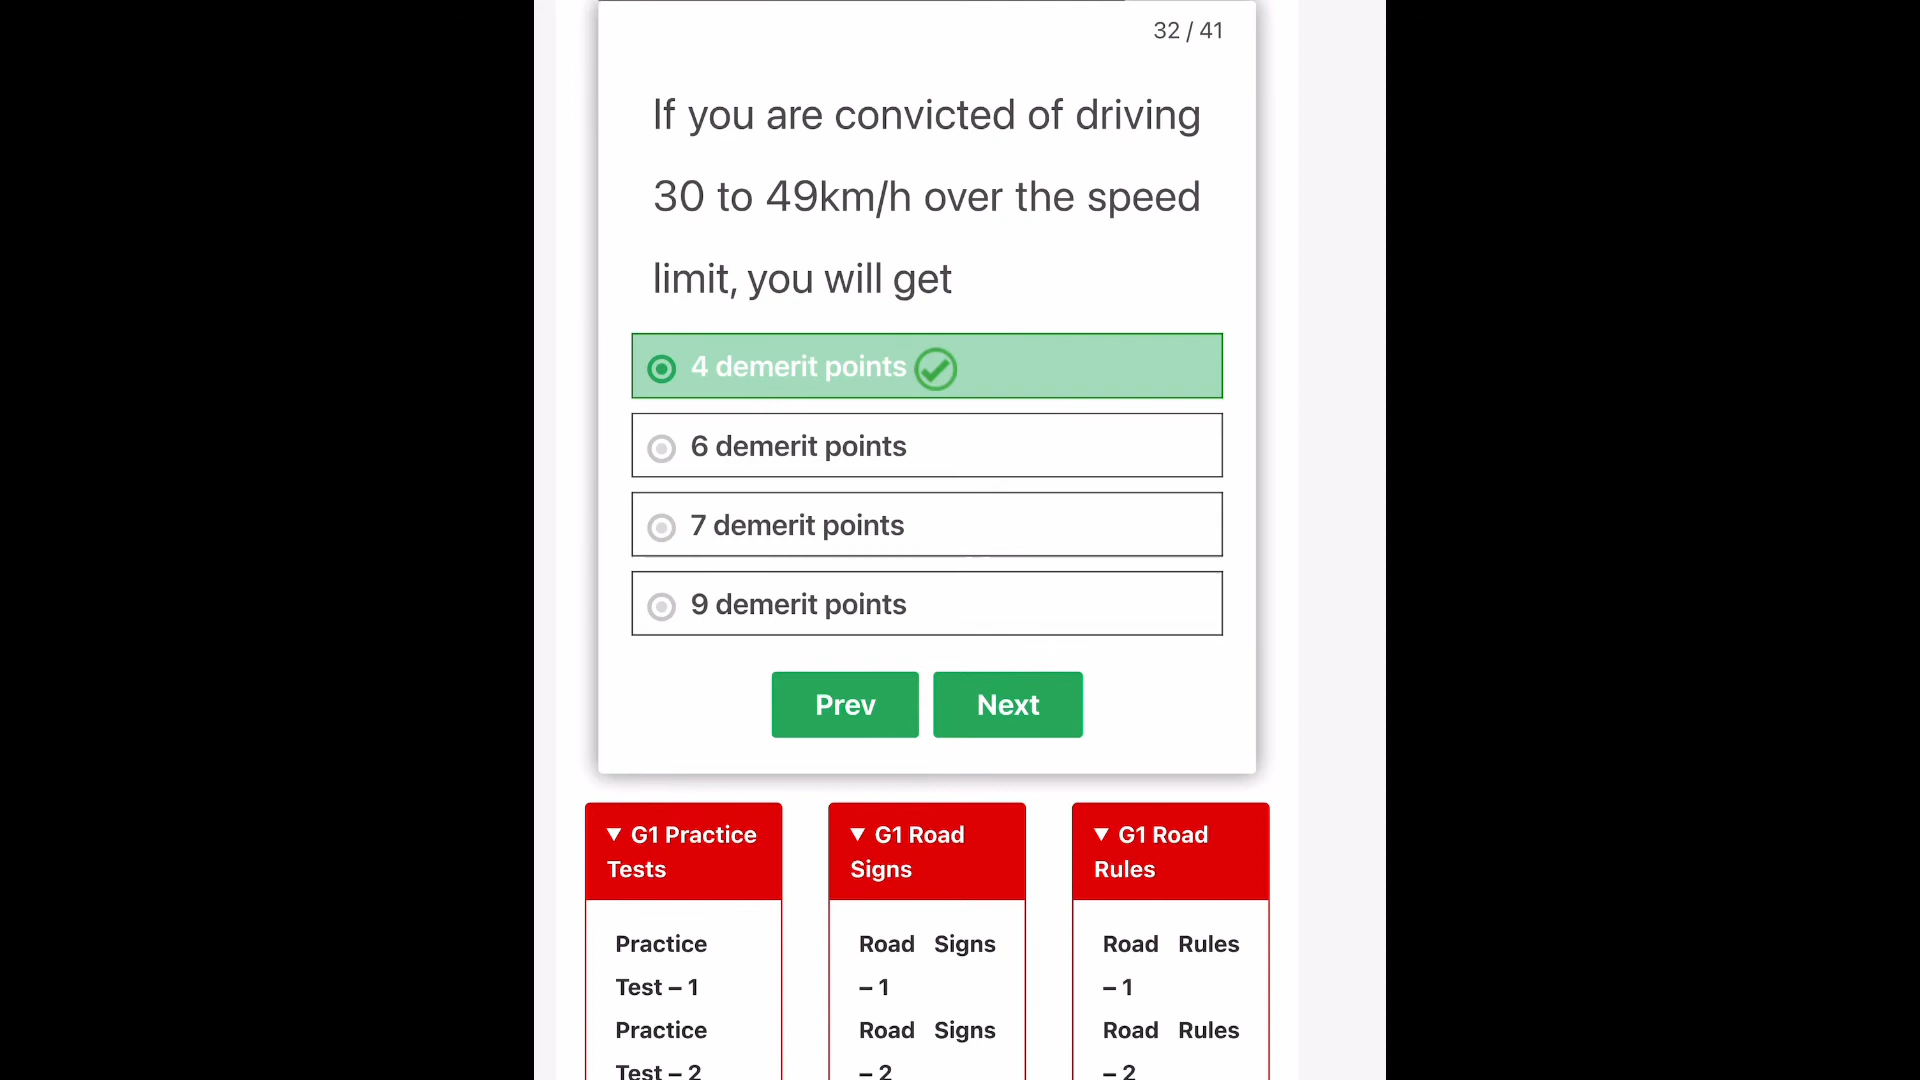 32 / 41
If you are convicted of driving
30 to 49km/h over the speed
limit, you will get
4 demerit points
6 demerit points
7 demerit points
9 demerit points
Prev
Next
▼ G1 Practice
Tests
Practice
Test – 1
Practice
Test – 2
▼ G1 Road
Signs
Road Signs
– 1
Road Signs
– 2
▼ G1 Road
Rules
Road Rules
– 1
Road Rules
– 2